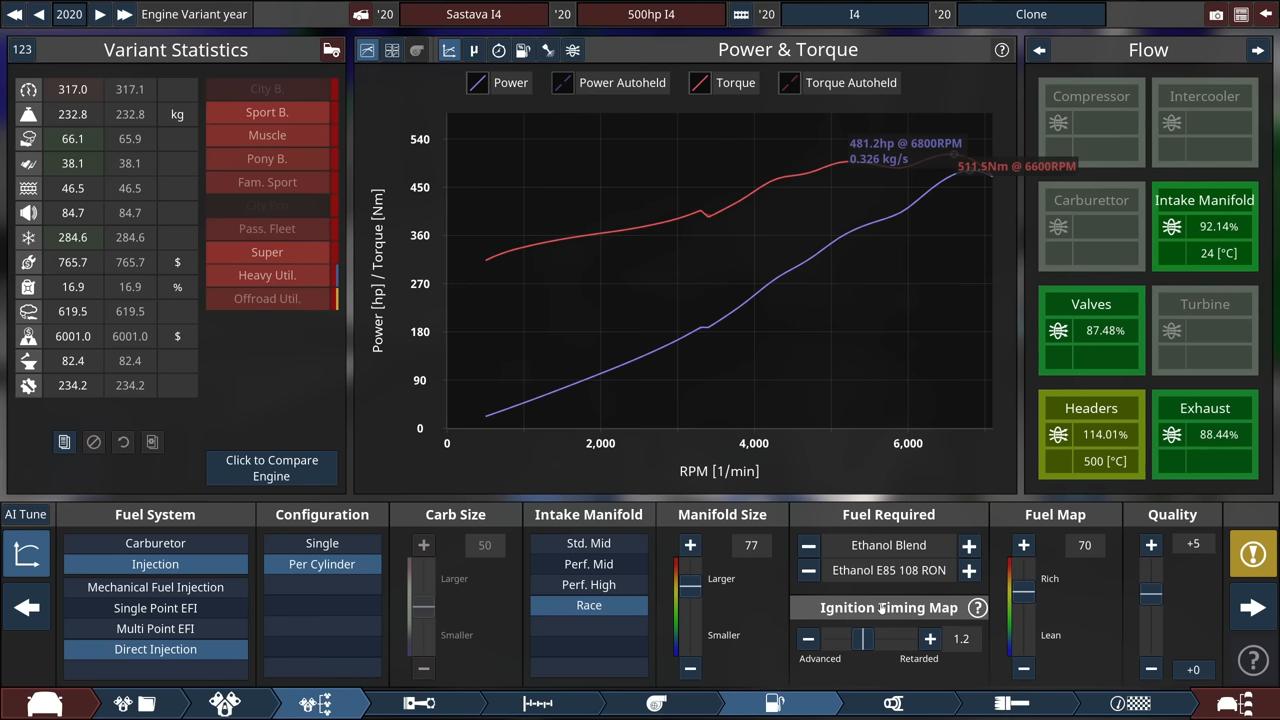 2020
Engine Variant year
'20
Sastava I4
'20
500hp I4
'20
I4
'20
Clone
123
Variant Statistics
Power & Torque
?
Flow
Power
Power Autoheld
Torque
Torque Autoheld
317.0 317.1
232.8 232.8 kg
66.1 65.9
38.1 38.1
46.5 46.5
84.7 84.7
284.6 284.6
765.7 765.7 $
16.9 16.9 %
619.5 619.5
6001.0 6001.0 $
82.4 82.4
234.2 234.2
City B.
Sport B.
Muscle
Pony B.
Fam. Sport
Pass. Fleet
Super
Heavy Util.
Offroad Util.
Click to Compare
Engine
Power [hp] / Torque [Nm]
540
450
360
270
180
90
0
481.2hp @ 6800RPM
0.326 kg/s
511.5Nm @ 6600RPM
0 2,000 4,000 6,000
RPM [1/min]
Compressor
Intercooler
Carburettor
Intake Manifold
92.14%
24 [°C]
Valves
87.48%
Turbine
Headers
114.01%
500 [°C]
Exhaust
88.44%
AI Tune
Fuel System
Carburetor
Injection
Mechanical Fuel Injection
Single Point EFI
Multi Point EFI
Direct Injection
Configuration
Single
Per Cylinder
Carb Size
+ 50
Larger
Smaller
−
Intake Manifold
Std. Mid
Perf. Mid
Perf. High
Race
Manifold Size
+ 77
Larger
Smaller
−
Fuel Required
− Ethanol Blend +
− Ethanol E85 108 RON +
Ignition Timing Map ?
− + 1.2
Advanced Retarded
Fuel Map
+ 70
Rich
Lean
−
Quality
+ +5
− +0
!
?